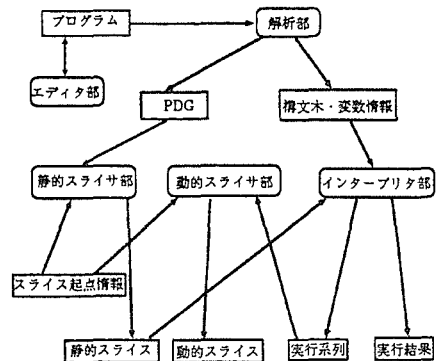 プログラム
解析部
エディタ部
PDG
構文木・変数情報
静的スライサ部
動的スライサ部
インタープリタ部
スライス起点情報
静的スライス
動的スライス
実行系列
実行結果